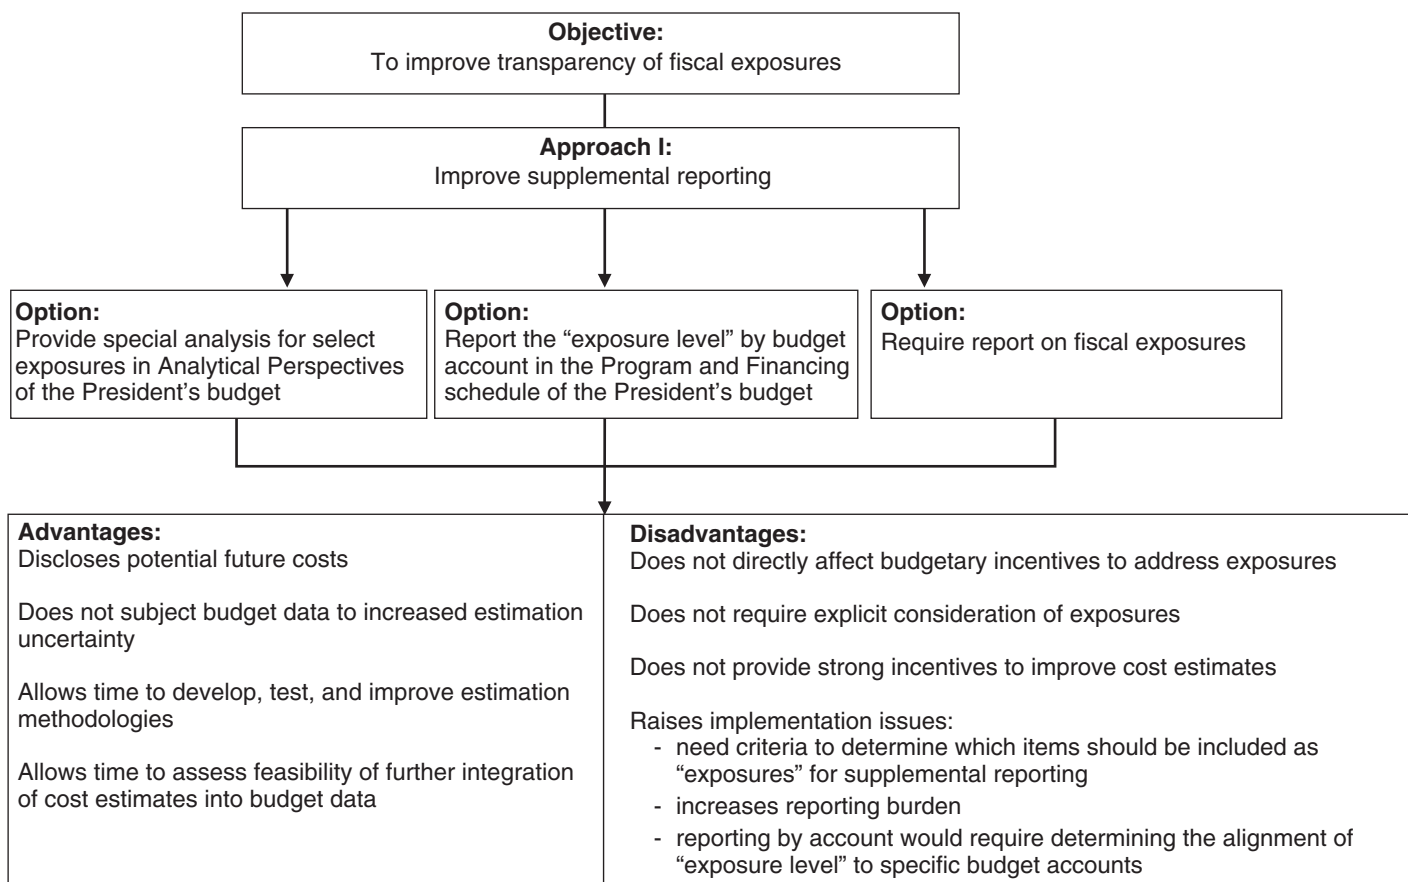 Objective:
To improve transparency of fiscal exposures
Approach I:
Improve supplemental reporting
Option:
Provide special analysis for select
exposures in Analytical Perspectives
of the President’s budget
Option:
Report the “exposure level” by budget
account in the Program and Financing
schedule of the President’s budget
Option:
Require report on fiscal exposures
Advantages:
Discloses potential future costs
Does not subject budget data to increased estimation
uncertainty
Allows time to develop, test, and improve estimation
methodologies
Allows time to assess feasibility of further integration
of cost estimates into budget data
Disadvantages:
Does not directly affect budgetary incentives to address exposures
Does not require explicit consideration of exposures
Does not provide strong incentives to improve cost estimates
Raises implementation issues:
- need criteria to determine which items should be included as
“exposures” for supplemental reporting
- increases reporting burden
- reporting by account would require determining the alignment of
“exposure level” to specific budget accounts